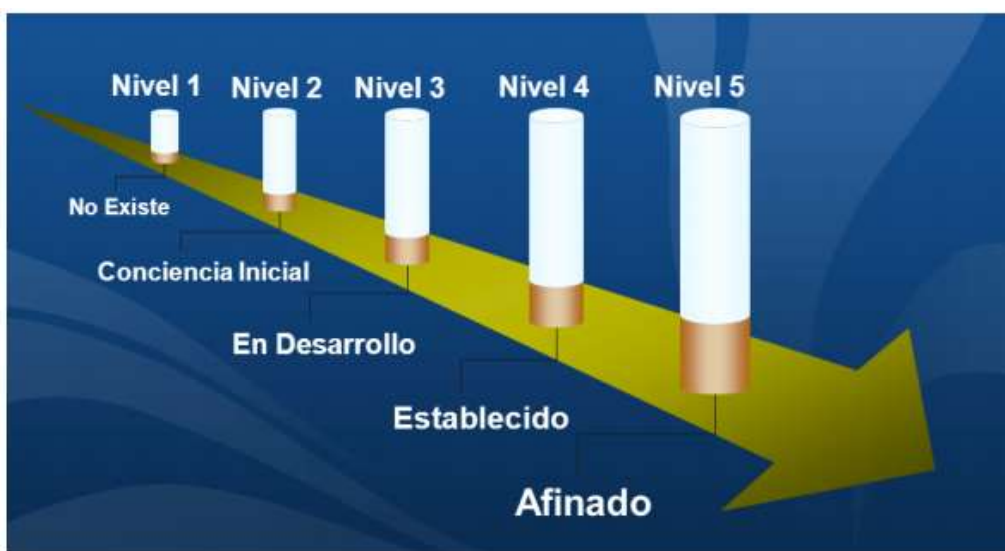 Nivel 1
Nivel 2
Nivel 3
Nivel 4
Nivel 5
No Existe
Conciencia Inicial
En Desarrollo
Establecido
Afinado